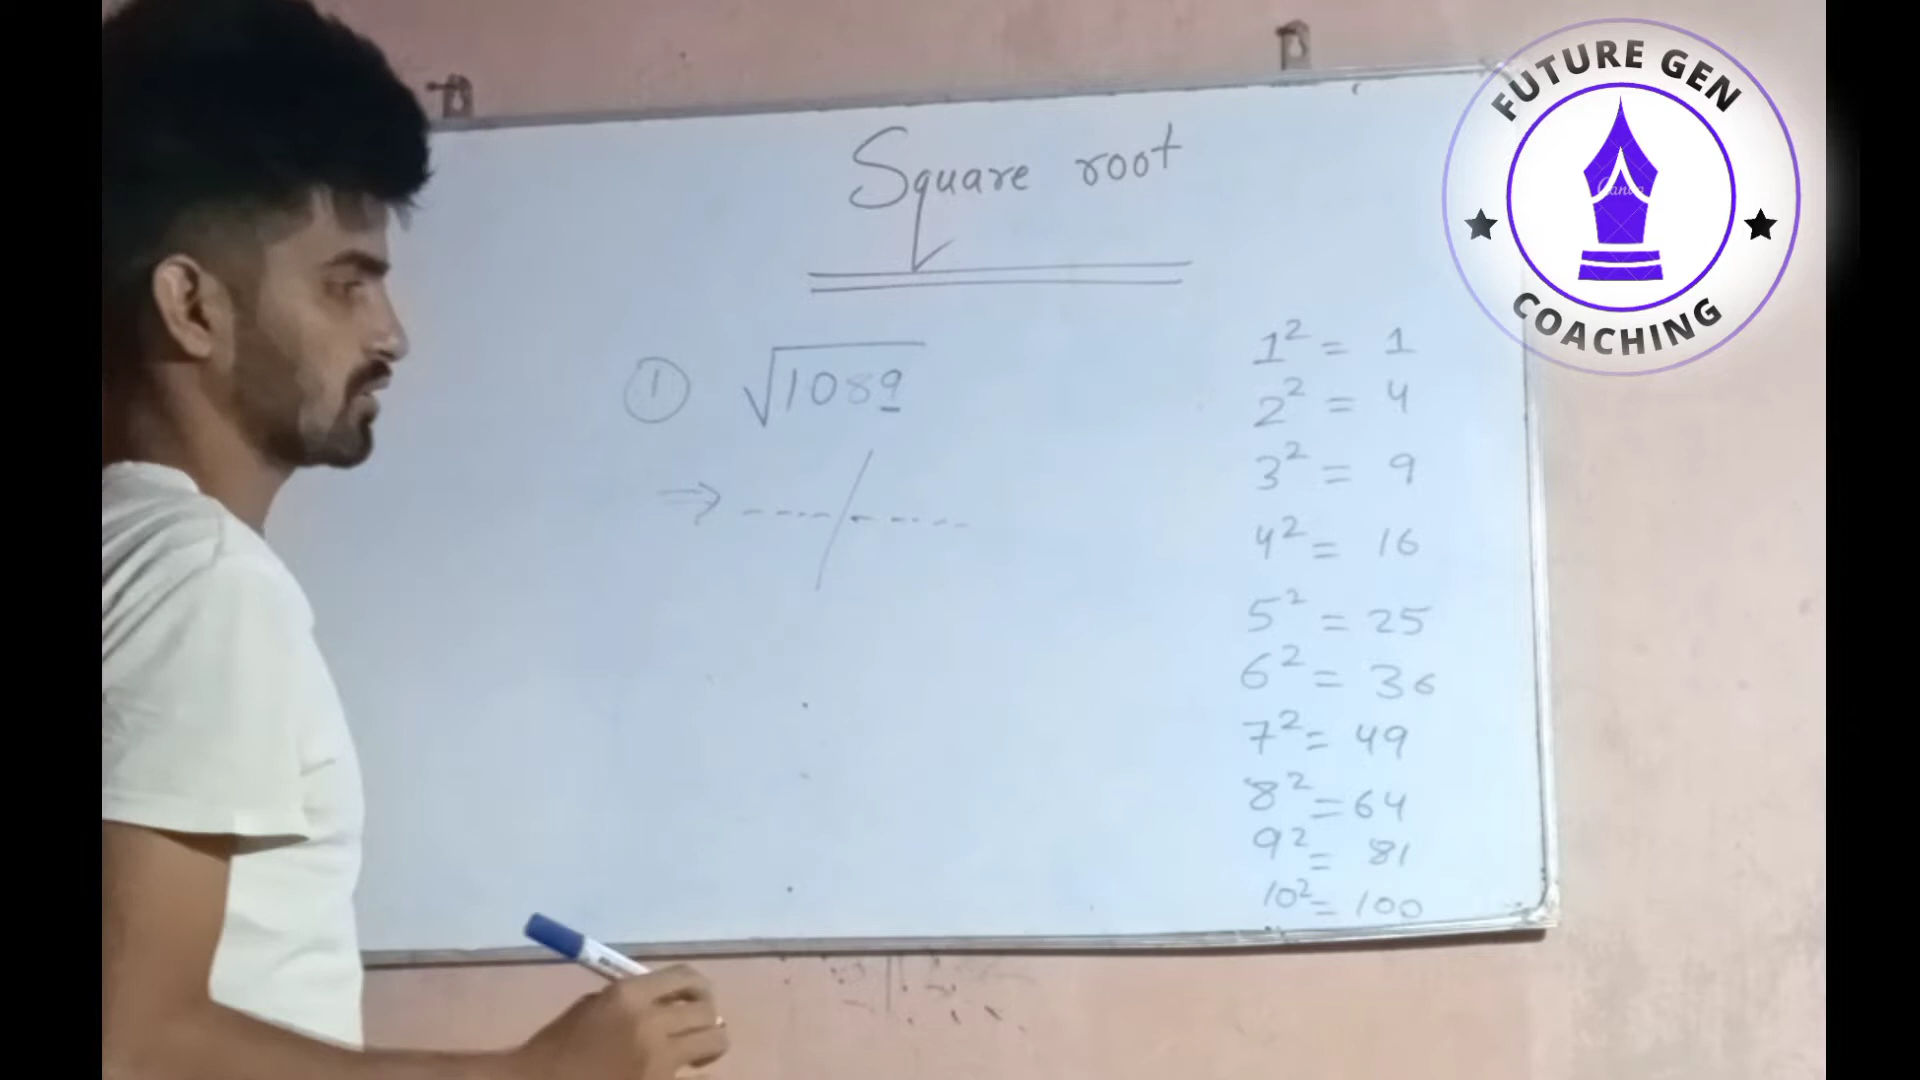 Square root
① √1089
→ ---- / ----
1² = 1
2² = 4
3² = 9
4² = 16
5² = 25
6² = 36
7² = 49
8² = 64
9² = 81
10² = 100
FUTURE GEN
Canva
COACHING